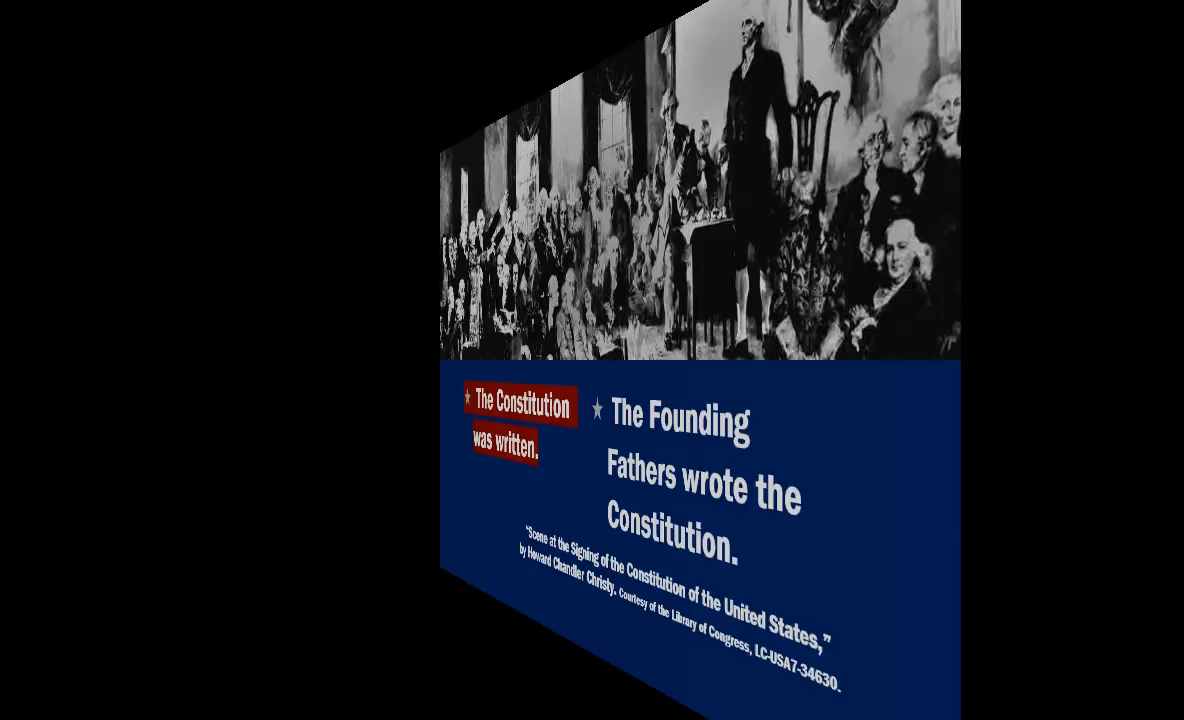 ★ The Constitution
was written.
★ The Founding
Fathers wrote the
Constitution.
“Scene at the Signing of the Constitution of the United States,”
by Howard Chandler Christy. Courtesy of the Library of Congress, LC-USA7-34630.